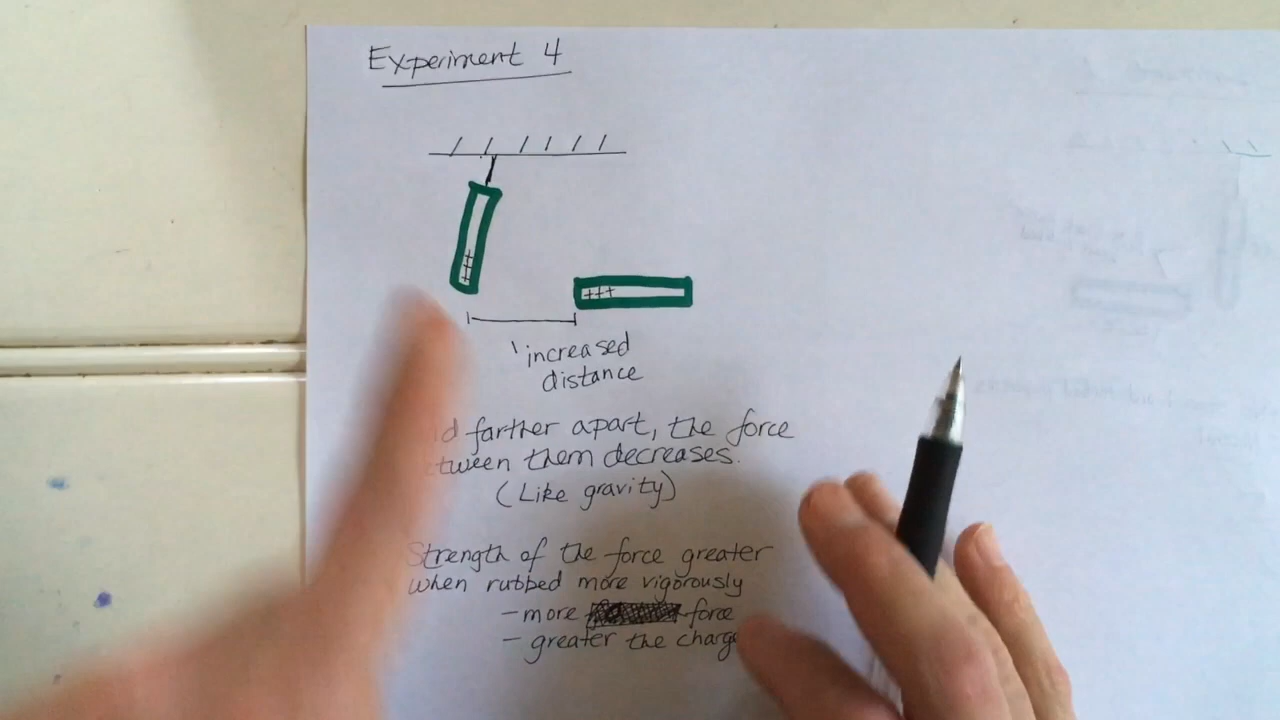 Experiment 4
+++
+++
increased
distance
farther apart, the force
them decreases.
(Like gravity)
Strength of the force greater
when rubbed more vigorously
- more force
- greater the charge